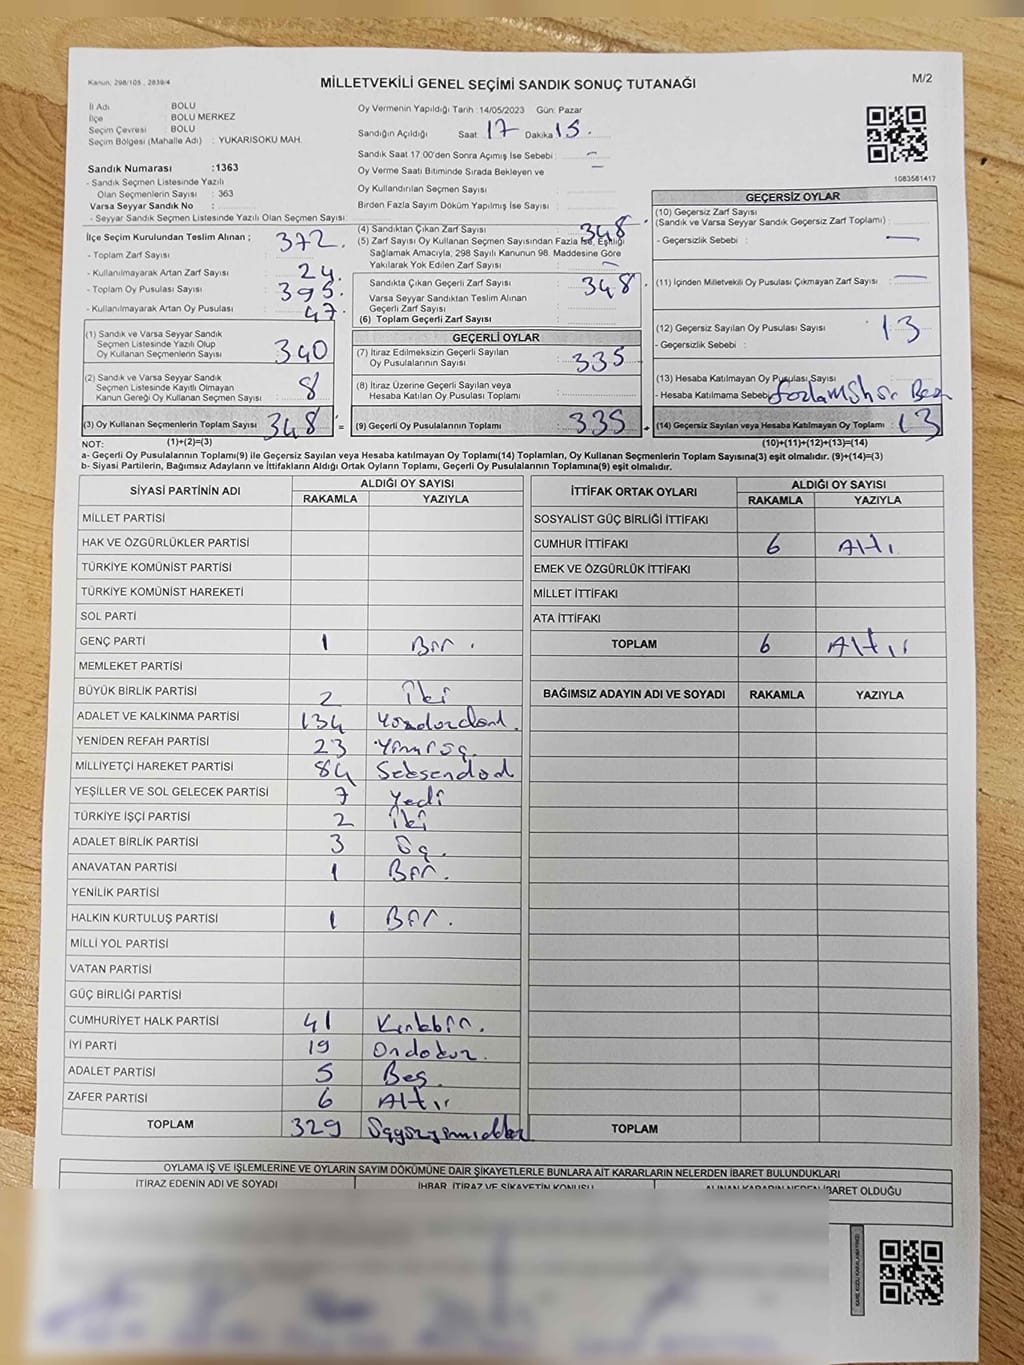 Kanun: 298/105 , 2839/4
MİLLETVEKİLİ GENEL SEÇİMİ SANDIK SONUÇ TUTANAĞI
M/2
İl Adı : BOLU
İlçe : BOLU MERKEZ
Seçim Çevresi : BOLU
Seçim Bölgesi (Mahalle Adı) : YUKARISOKU MAH.
Sandık Numarası :1363
- Sandık Seçmen Listesinde Yazılı
Olan Seçmenlerin Sayısı : 363
Varsa Seyyar Sandık No :
- Seyyar Sandık Seçmen Listesinde Yazılı Olan Seçmen Sayısı:
Oy Vermenin Yapıldığı Tarih :14/05/2023 Gün: Pazar
Sandığın Açıldığı Saat 17 Dakika 15.
Sandık Saat 17.00'den Sonra Açımış İse Sebebi : -
Oy Verme Saati Bitiminde Sırada Bekleyen ve
Oy Kullandırılan Seçmen Sayısı : -
Birden Fazla Sayım Döküm Yapılmış İse Sayısı :
1083581417
İlçe Seçim Kurulundan Teslim Alınan ;
- Toplam Zarf Sayısı : 372.
- Kullanılmayarak Artan Zarf Sayısı : 24.
- Toplam Oy Pusulası Sayısı : 395.
- Kullanılmayarak Artan Oy Pusulası : 47.
(1) Sandık ve Varsa Seyyar Sandık
Seçmen Listesinde Yazılı Olup
Oy Kullanan Seçmenlerin Sayısı : 340
(2) Sandık ve Varsa Seyyar Sandık
Seçmen Listesinde Kayıtlı Olmayan
Kanun Gereği Oy Kullanan Seçmen Sayısı : 8
(3) Oy Kullanan Seçmenlerin Toplam Sayısı : 348 =
(1)+(2)=(3)
(4) Sandıktan Çıkan Zarf Sayısı : 348
(5) Zarf Sayısı Oy Kullanan Seçmen Sayısından Fazla İse, Eşitliği
Sağlamak Amacıyla, 298 Sayılı Kanunun 98. Maddesine Göre
Yakılarak Yok Edilen Zarf Sayısı : -
Sandıkta Çıkan Geçerli Zarf Sayısı : 348.
Varsa Seyyar Sandıktan Teslim Alınan
Geçerli Zarf Sayısı :
(6) Toplam Geçerli Zarf Sayısı :
GEÇERLİ OYLAR
(7) İtiraz Edilmeksizin Geçerli Sayılan
Oy Pusulalarının Sayısı : 335
(8) İtiraz Üzerine Geçerli Sayılan veya
Hesaba Katılan Oy Pusulalarının Toplamı :
(9) Geçerli Oy Pusulalarının Toplamı : 335 +
GEÇERSİZ OYLAR
(10) Geçersiz Zarf Sayısı
(Sandık ve Varsa Seyyar Sandık Geçersiz Zarf Toplamı) :
- Geçersizlik Sebebi : -
(11) İçinden Milletvekili Oy Pusulası Çıkmayan Zarf Sayısı : -
(12) Geçersiz Sayılan Oy Pusulası Sayısı : 13
- Geçersizlik Sebebi :
(13) Hesaba Katılmayan Oy Pusulası Sayısı :
- Hesaba Katılmama Sebebi :
(14) Geçersiz Sayılan veya Hesaba Katılmayan Oy Toplamı : 13
(10)+(11)+(12)+(13)=(14)
NOT:
a- Geçerli Oy Pusulalarının Toplamı(9) ile Geçersiz Sayılan veya Hesaba Katılmayan oy Toplamı(14) Toplamları, Oy Kullanan Seçmenlerin Toplam Sayısına(3) eşit olmalıdır. (9)+(14)=(3)
b- Siyasi Partilerin, Bağımsız Adayların ve İttifakların Aldığı Ortak Oyların Toplamı, Geçerli Oy Pusulalarının Toplamına(9) eşit olmalıdır.
SİYASİ PARTİNİN ADI ALDIĞI OY SAYISI
RAKAMLA YAZIYLA
MİLLET PARTİSİ
HAK VE ÖZGÜRLÜKLER PARTİSİ
TÜRKİYE KOMÜNİST PARTİSİ
TÜRKİYE KOMÜNİST HAREKETİ
SOL PARTİ
GENÇ PARTİ 1 Bir.
MEMLEKET PARTİSİ
BÜYÜK BİRLİK PARTİSİ 2 İki
ADALET VE KALKINMA PARTİSİ 134
YENİDEN REFAH PARTİSİ 23
MİLLİYETÇİ HAREKET PARTİSİ 84
YEŞİLLER VE SOL GELECEK PARTİSİ 7 Yedi
TÜRKİYE İŞÇİ PARTİSİ 2 İki
ADALET BİRLİK PARTİSİ 3 Üç.
ANAVATAN PARTİSİ 1 Bir.
YENİLİK PARTİSİ
HALKIN KURTULUŞ PARTİSİ 1 Bir.
MİLLİ YOL PARTİSİ
VATAN PARTİSİ
GÜÇ BİRLİĞİ PARTİSİ
CUMHURİYET HALK PARTİSİ 41 Kırkbir.
İYİ PARTİ 19 Ondokuz.
ADALET PARTİSİ 5 Beş.
ZAFER PARTİSİ 6 Altı
TOPLAM 329
İTTİFAK ORTAK OYLARI ALDIĞI OY SAYISI
RAKAMLA YAZIYLA
SOSYALİST GÜÇ BİRLİĞİ İTTİFAKI
CUMHUR İTTİFAKI 6 Altı
EMEK VE ÖZGÜRLÜK İTTİFAKI
MİLLET İTTİFAKI
ATA İTTİFAKI
TOPLAM 6 Altı
BAĞIMSIZ ADAYIN ADI VE SOYADI RAKAMLA YAZIYLA
TOPLAM
OYLAMA İŞ VE İŞLEMLERİNE VE OYLARIN SAYIM DÖKÜMÜNE DAİR ŞİKAYETLERLE BUNLARA AİT KARARLARIN NELERDEN İBARET BULUNDUKLARI
İTİRAZ EDENİN ADI VE SOYADI İHBAR, İTİRAZ VE ŞİKAYETİN KONUSU ALINAN KARARIN NEDEN İBARET OLDUĞU